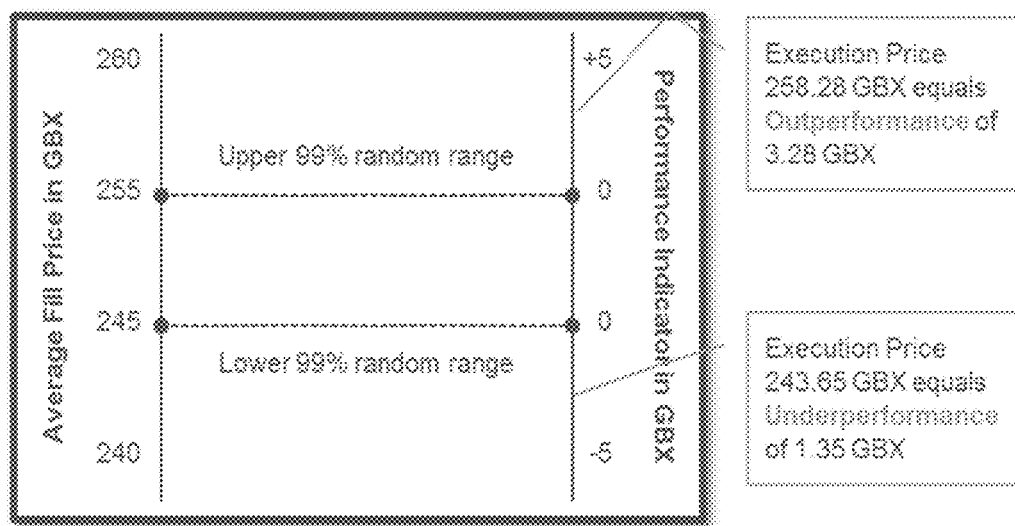 Average Fill Price in GBX
260
255
245
240
Upper 99% random range
Lower 99% random range
+5
0
0
-5
Performance Indicator in GBX
Execution Price
258.28 GBX equals
Outperformance of
3.28 GBX
Execution Price
243.65 GBX equals
Underperformance
of 1.35 GBX